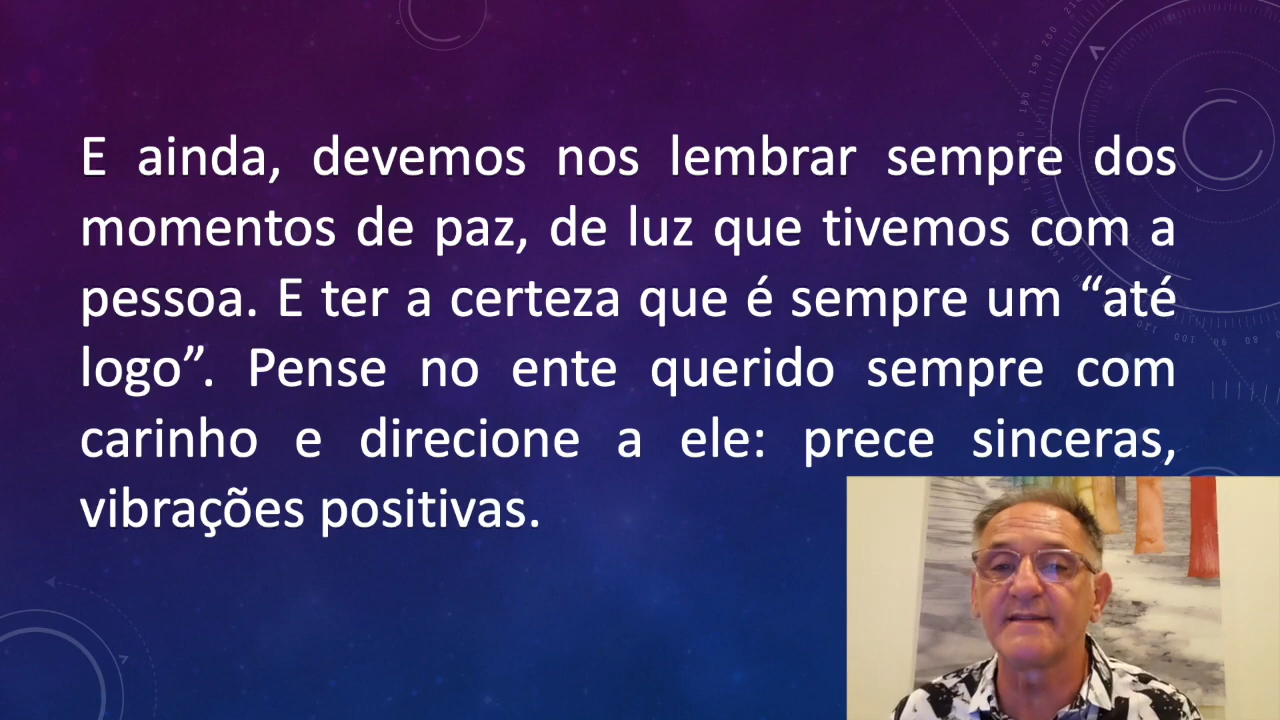 E ainda, devemos nos lembrar sempre dos
momentos de paz, de luz que tivemos com a
pessoa. E ter a certeza que é sempre um “até
logo”. Pense no ente querido sempre com
carinho e direcione a ele: prece sinceras,
vibrações positivas.